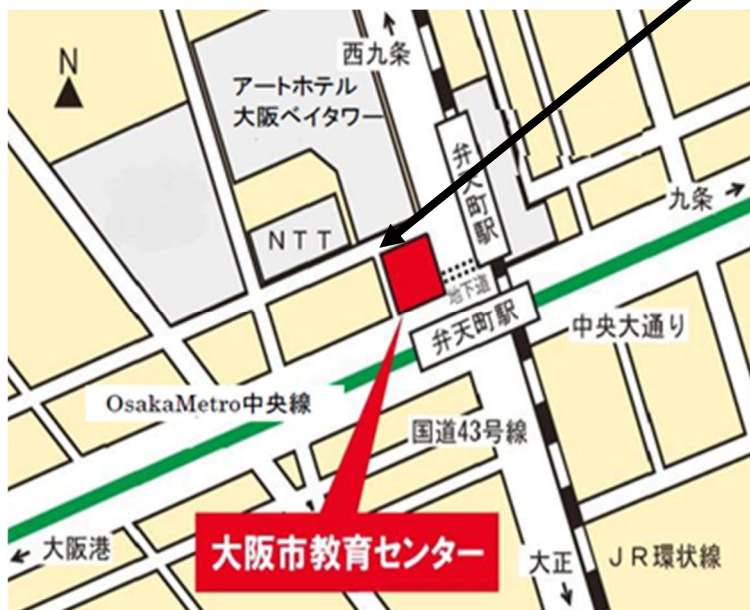 N
西九条
アートホテル
大阪ベイタワー
弁天町駅
九条
NTT
地下道
弁天町駅
中央大通り
OsakaMetro中央線
国道43号線
大阪港
大阪市教育センター
大正
JR環状線